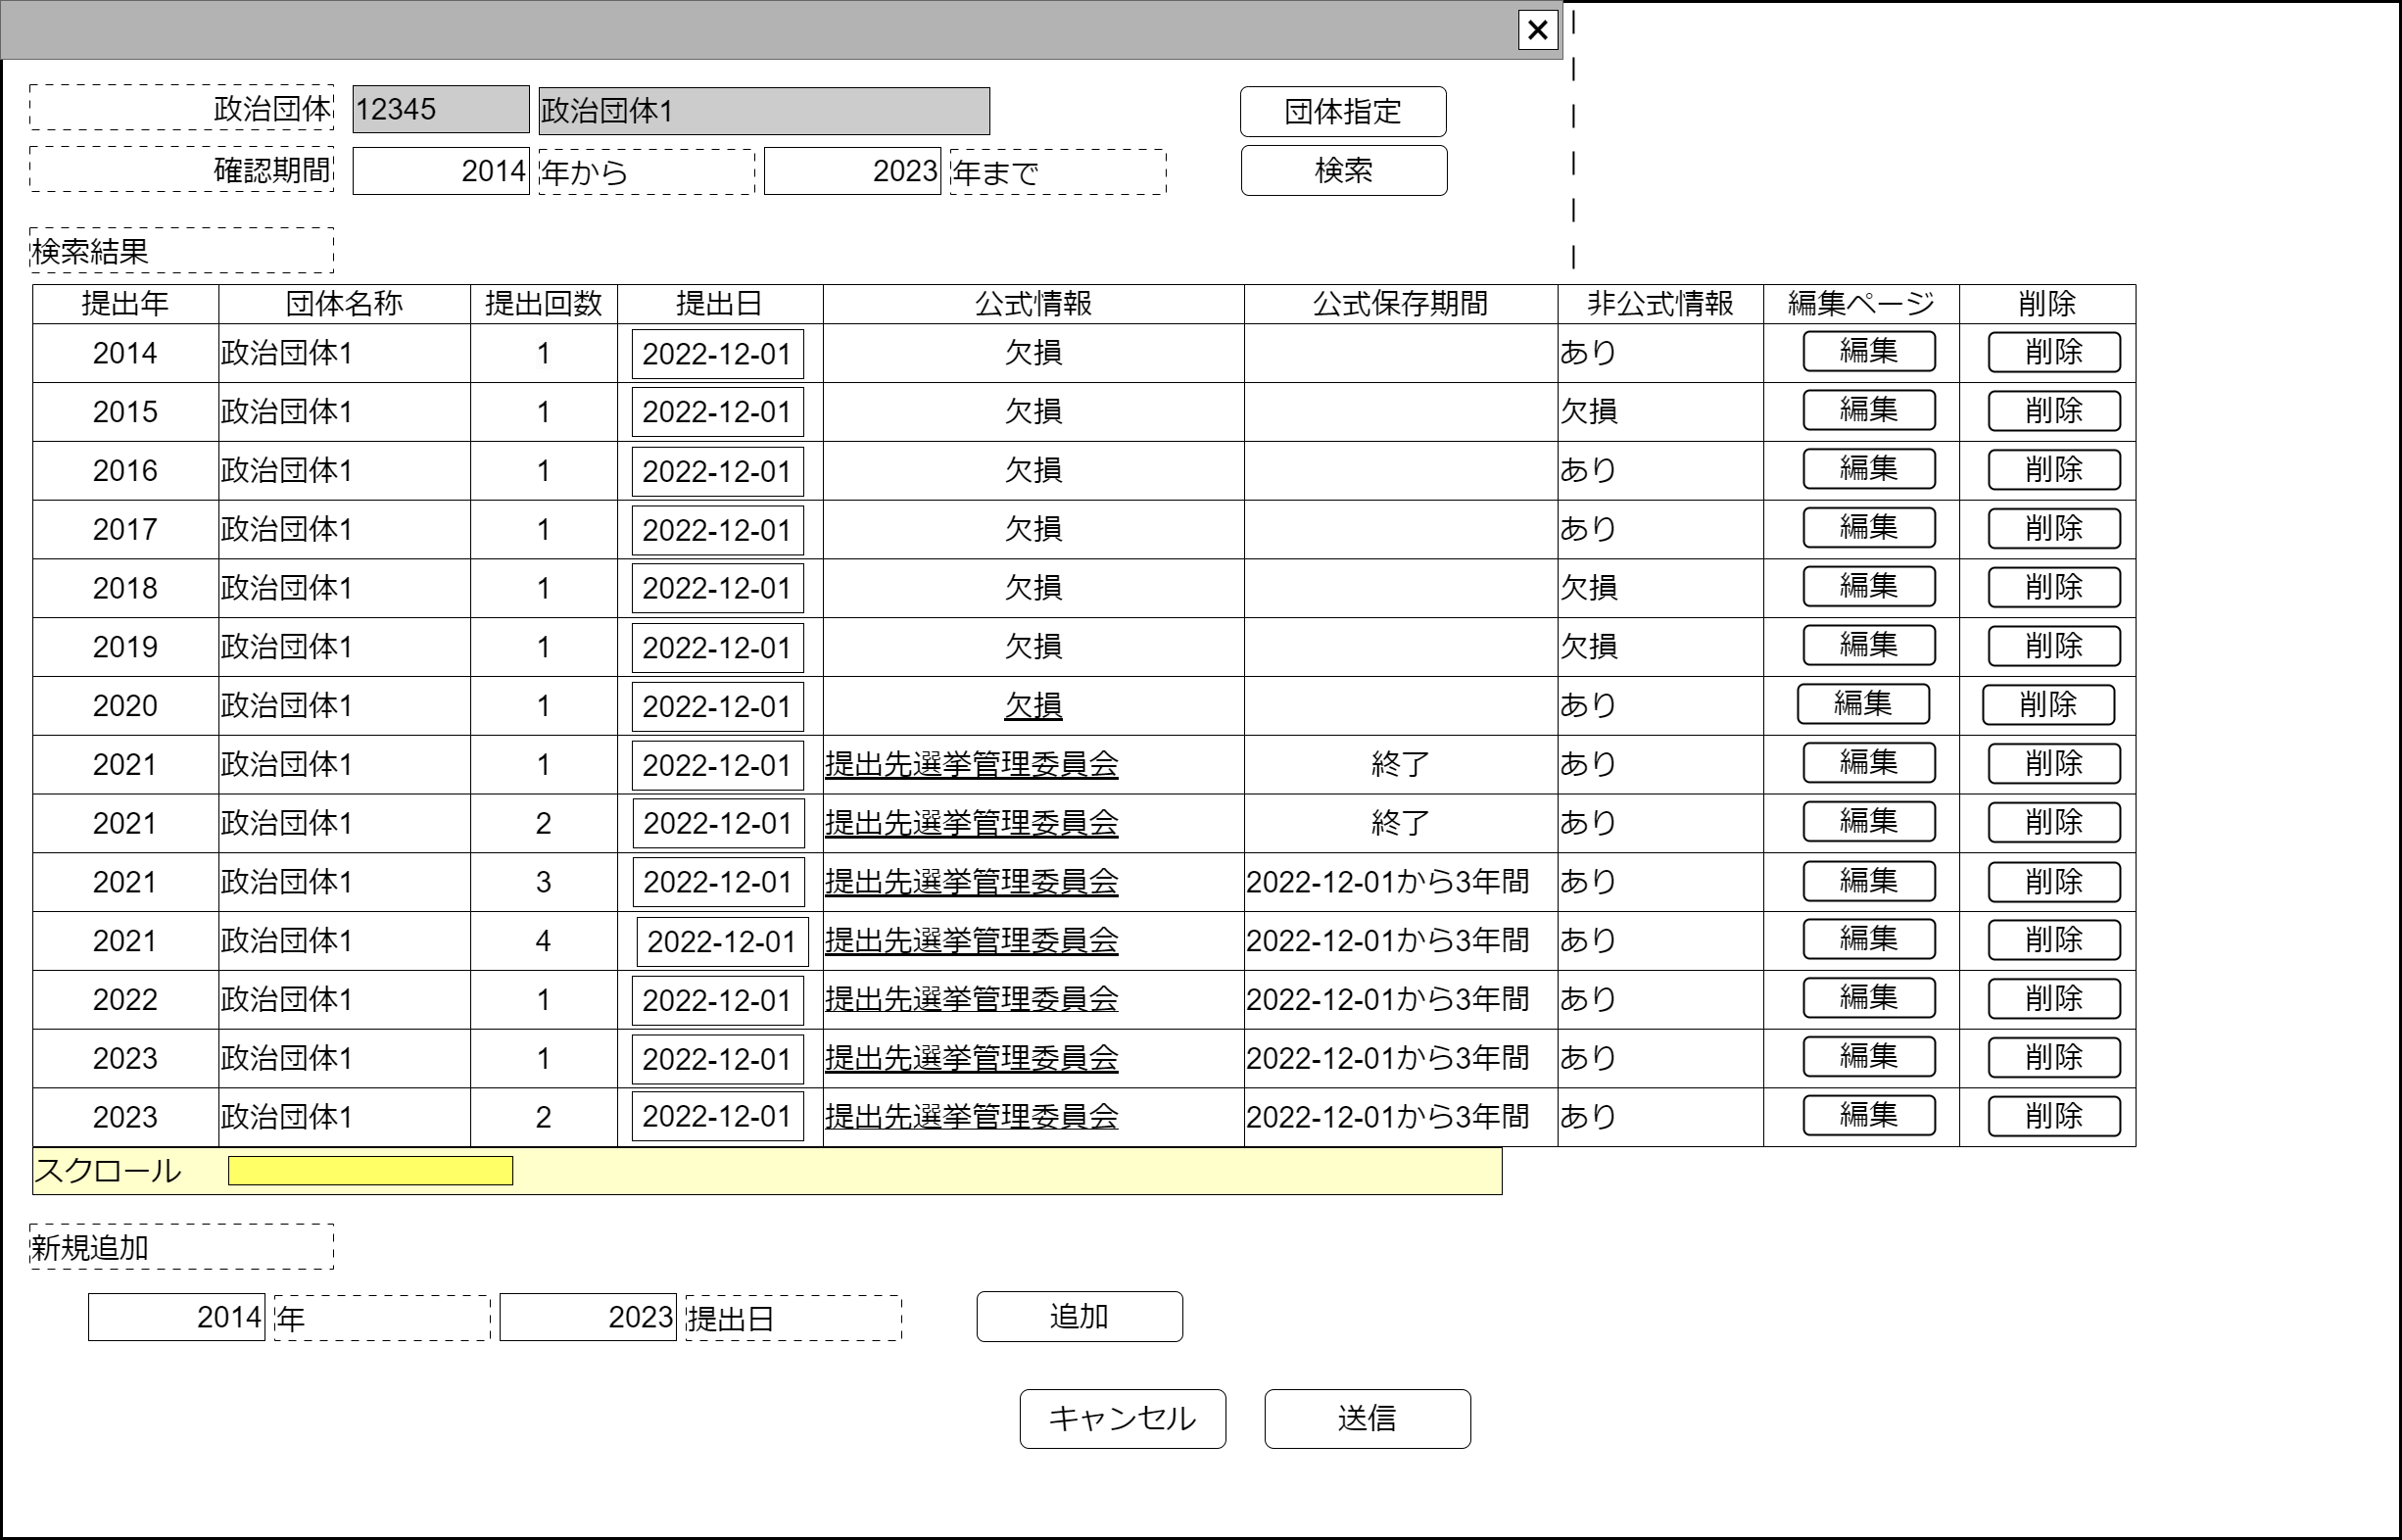 政治団体 12345 政治団体1 団体指定
確認期間 2014 年から 2023 年まで 検索
検索結果
提出年 団体名称 提出回数 提出日 公式情報 公式保存期間 非公式情報 編集ページ 削除
2014 政治団体1 1 2022-12-01 欠損 あり 編集 削除
2015 政治団体1 1 2022-12-01 欠損 欠損 編集 削除
2016 政治団体1 1 2022-12-01 欠損 あり 編集 削除
2017 政治団体1 1 2022-12-01 欠損 あり 編集 削除
2018 政治団体1 1 2022-12-01 欠損 欠損 編集 削除
2019 政治団体1 1 2022-12-01 欠損 欠損 編集 削除
2020 政治団体1 1 2022-12-01 欠損 あり 編集 削除
2021 政治団体1 1 2022-12-01 提出先選挙管理委員会 終了 あり 編集 削除
2021 政治団体1 2 2022-12-01 提出先選挙管理委員会 終了 あり 編集 削除
2021 政治団体1 3 2022-12-01 提出先選挙管理委員会 2022-12-01から3年間 あり 編集 削除
2021 政治団体1 4 2022-12-01 提出先選挙管理委員会 2022-12-01から3年間 あり 編集 削除
2022 政治団体1 1 2022-12-01 提出先選挙管理委員会 2022-12-01から3年間 あり 編集 削除
2023 政治団体1 1 2022-12-01 提出先選挙管理委員会 2022-12-01から3年間 あり 編集 削除
2023 政治団体1 2 2022-12-01 提出先選挙管理委員会 2022-12-01から3年間 あり 編集 削除
スクロール
新規追加
2014 年 2023 提出日 追加
キャンセル 送信